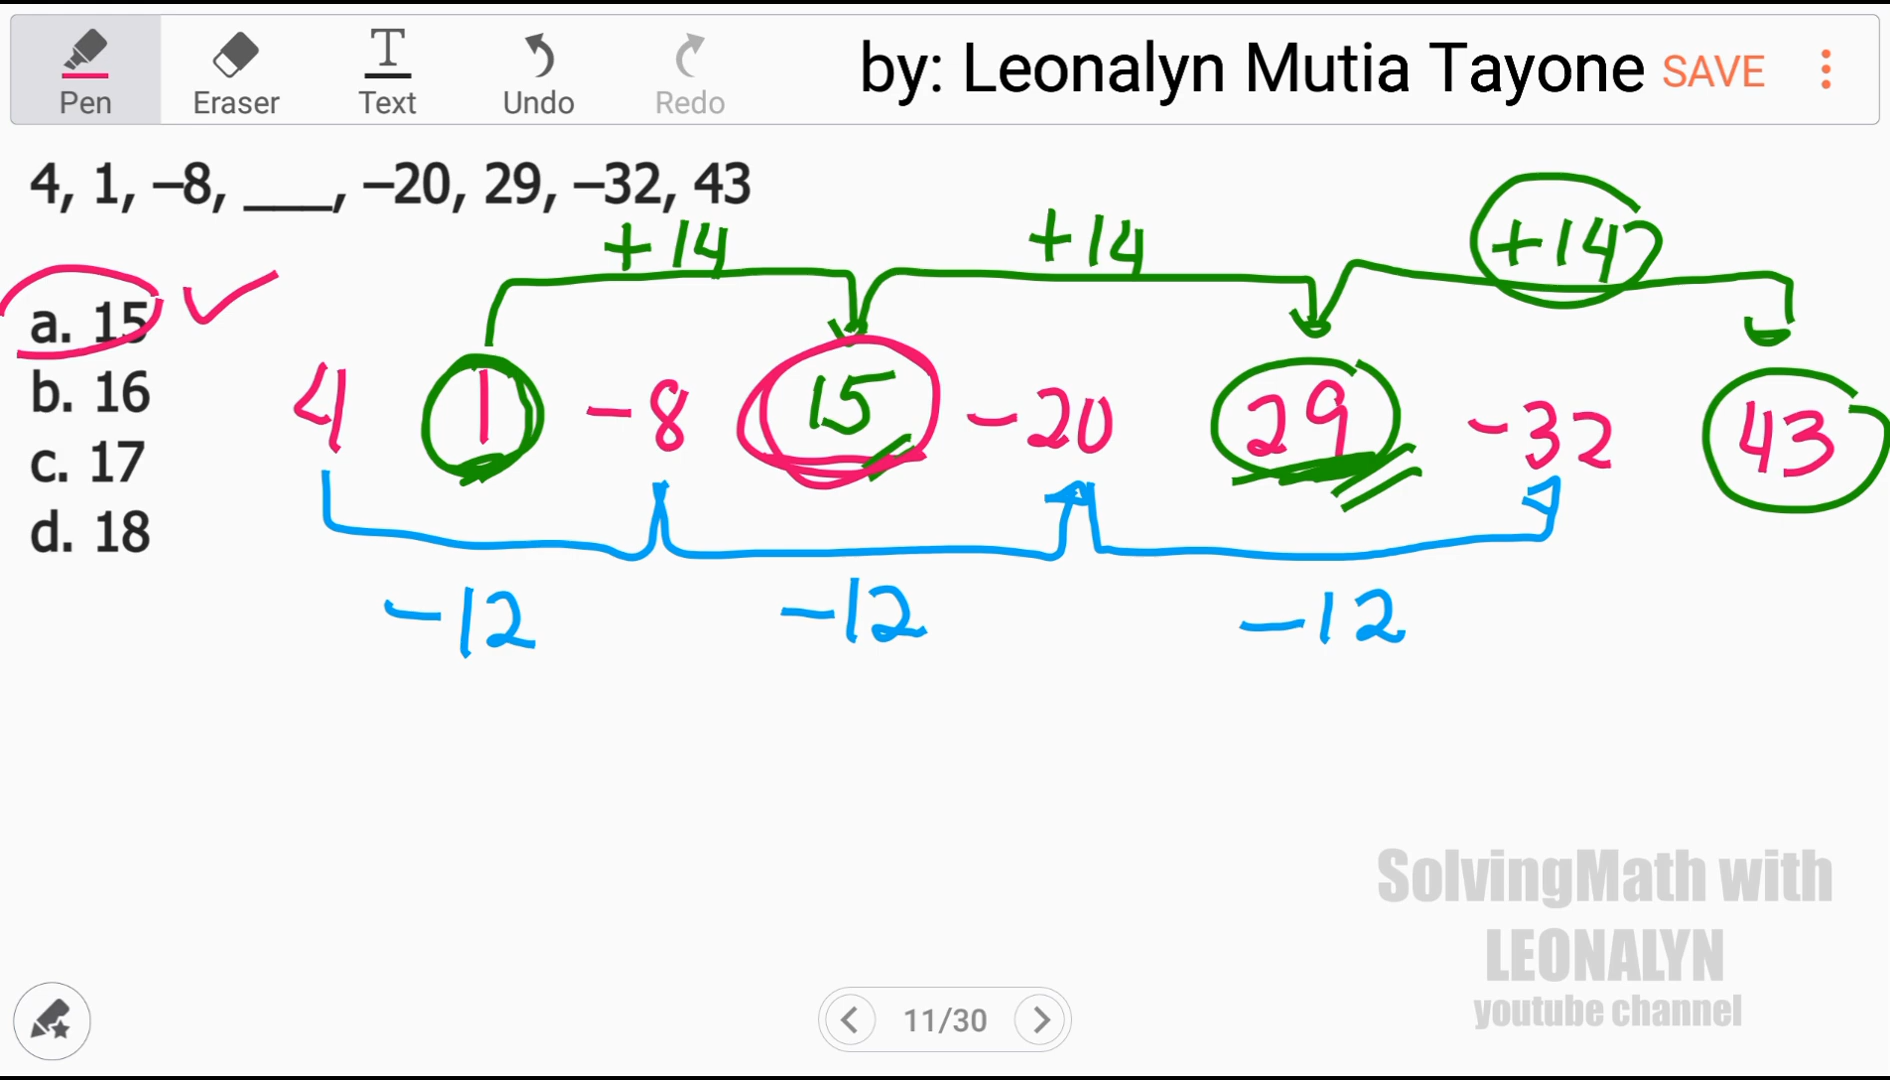 by: Leonalyn Mutia Tayone SAVE
Pen Eraser Text Undo Redo
4, 1, –8, ___, –20, 29, –32, 43
+14 +14 +14
a. 15
b. 16
c. 17
d. 18
4 1 -8 15 -20 29 -32 43
-12 -12 -12
SolvingMath with
LEONALYN
youtube channel
11/30